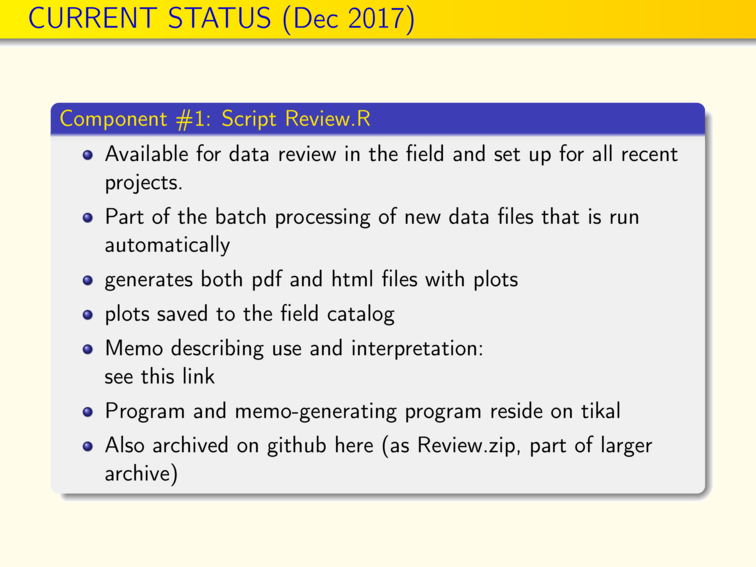 CURRENT STATUS (Dec 2017)
Component #1: Script Review.R
Available for data review in the field and set up for all recent
projects.
Part of the batch processing of new data files that is run
automatically
generates both pdf and html files with plots
plots saved to the field catalog
Memo describing use and interpretation:
see this link
Program and memo-generating program reside on tikal
Also archived on github here (as Review.zip, part of larger
archive)